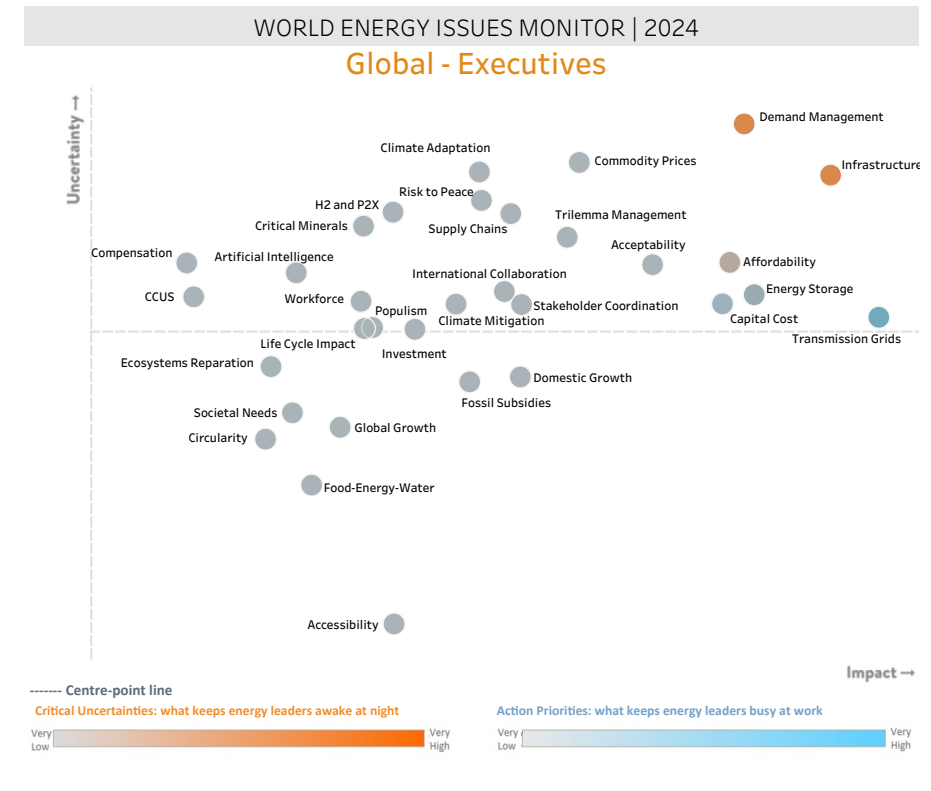 WORLD ENERGY ISSUES MONITOR | 2024
Global - Executives
Uncertainty →
Demand Management
Climate Adaptation
Commodity Prices
Infrastructure
Risk to Peace
H2 and P2X
Critical Minerals
Supply Chains
Trilemma Management
Acceptability
Compensation
Artificial Intelligence
Affordability
International Collaboration
CCUS
Workforce
Energy Storage
Populism
Stakeholder Coordination
Climate Mitigation
Capital Cost
Life Cycle Impact
Transmission Grids
Investment
Ecosystems Reparation
Domestic Growth
Fossil Subsidies
Societal Needs
Circularity
Global Growth
Food-Energy-Water
Accessibility
Impact →
------- Centre-point line
Critical Uncertainties: what keeps energy leaders awake at night
Very Low
Very High
Action Priorities: what keeps energy leaders busy at work
Very Low
Very High